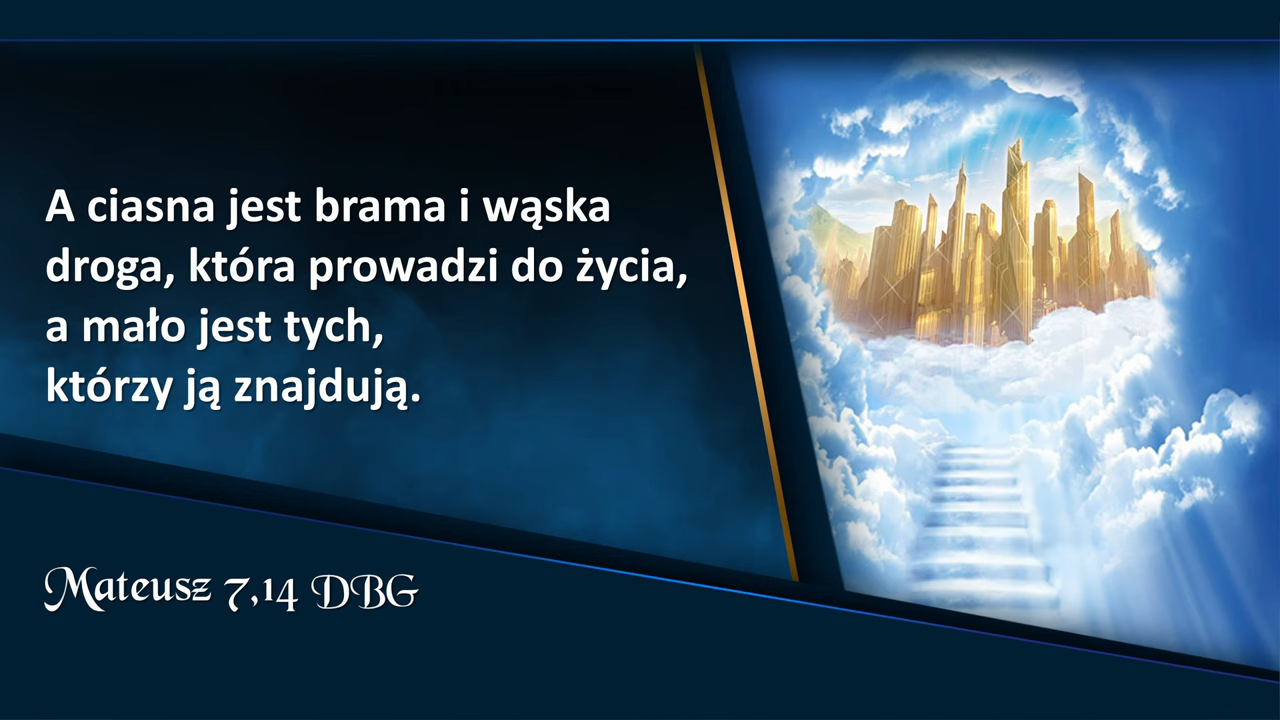 A ciasna jest brama i wąska
droga, która prowadzi do życia,
a mało jest tych,
którzy ją znajdują.
Mateusz 7,14 DBG